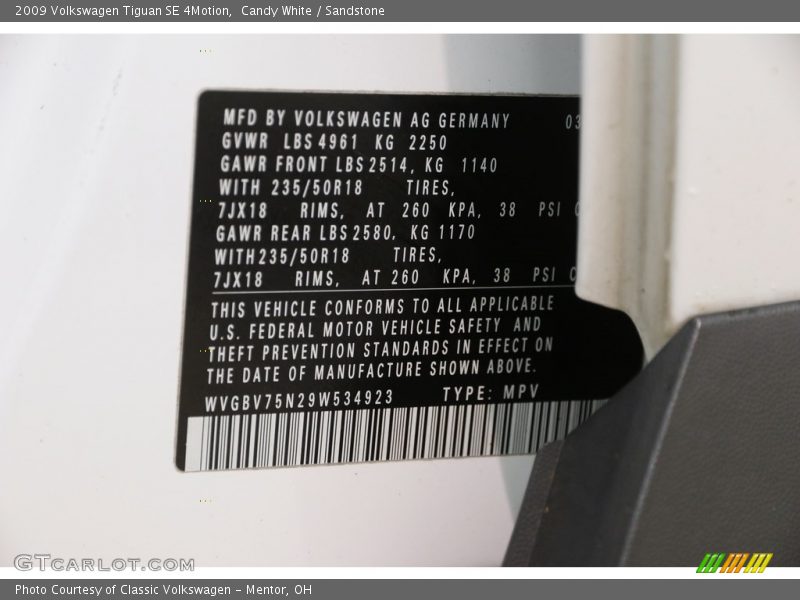 2009 Volkswagen Tiguan SE 4Motion,  Candy White / Sandstone
MFD BY VOLKSWAGEN AG GERMANY 03
GVWR LBS 4961 KG 2250
GAWR FRONT LBS 2514, KG 1140
WITH 235/50R18 TIRES,
7JX18 RIMS, AT 260 KPA, 38 PSI
GAWR REAR LBS 2580, KG 1170
WITH 235/50R18 TIRES,
7JX18 RIMS, AT 260 KPA, 38 PSI
THIS VEHICLE CONFORMS TO ALL APPLICABLE
U.S. FEDERAL MOTOR VEHICLE SAFETY AND
THEFT PREVENTION STANDARDS IN EFFECT ON
THE DATE OF MANUFACTURE SHOWN ABOVE.
WVGBV75N29W534923 TYPE: MPV
GTCARLOT.COM
Photo Courtesy of Classic Volkswagen - Mentor, OH